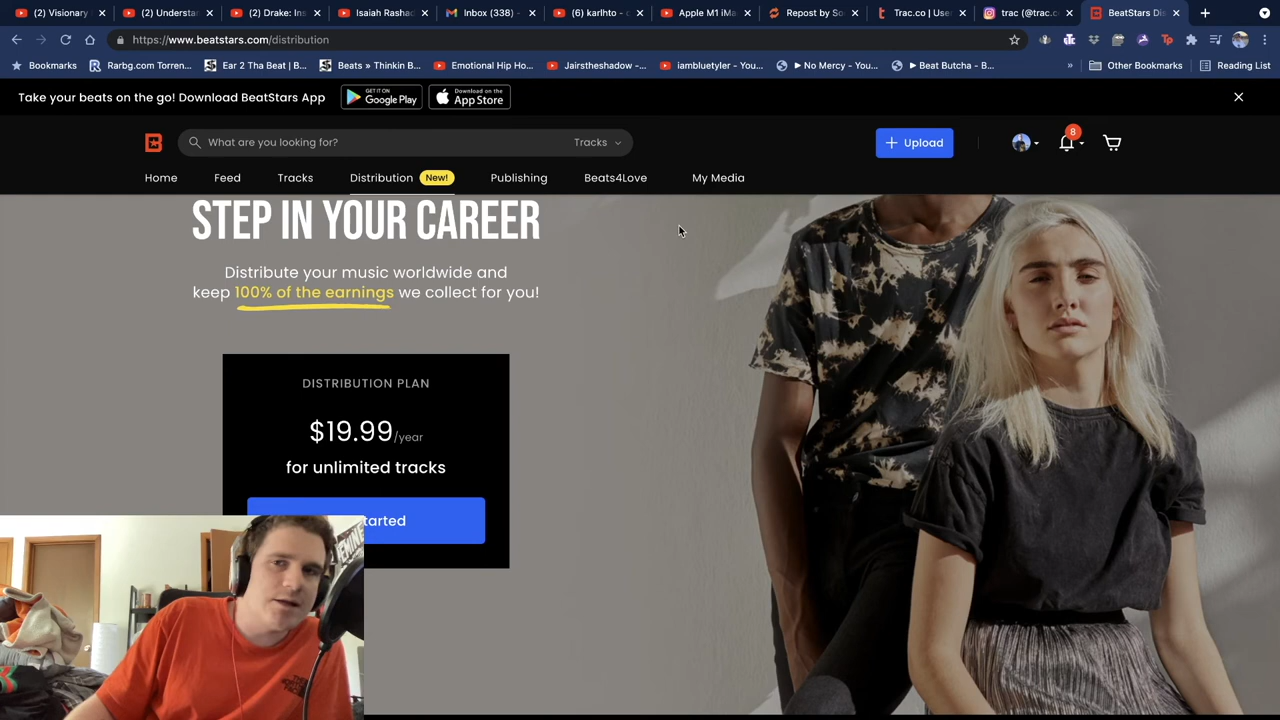 (2) Visionary
(2) Understar
(2) Drake: Ins
Isaiah Rashad
Inbox (338) -
(6) karlhto - c
Apple M1 iMa
Repost by So
Trac.co | User
trac (@trac.c
BeatStars Dis
https://www.beatstars.com/distribution
Bookmarks
Rarbg.com Torren...
Ear 2 Tha Beat | B...
Beats » Thinkin B...
Emotional Hip Ho...
Jairstheshadow -...
iambluetyler - You...
► No Mercy - You...
► Beat Butcha - B...
»
Other Bookmarks
Reading List
Take your beats on the go! Download BeatStars App
GET IT ON
Google Play
Download on the
App Store
What are you looking for?
Tracks
+ Upload
8
Home
Feed
Tracks
Distribution
New!
Publishing
Beats4Love
My Media
STEP IN YOUR CAREER
Distribute your music worldwide and
keep 100% of the earnings we collect for you!
DISTRIBUTION PLAN
$19.99/year
for unlimited tracks
tarted